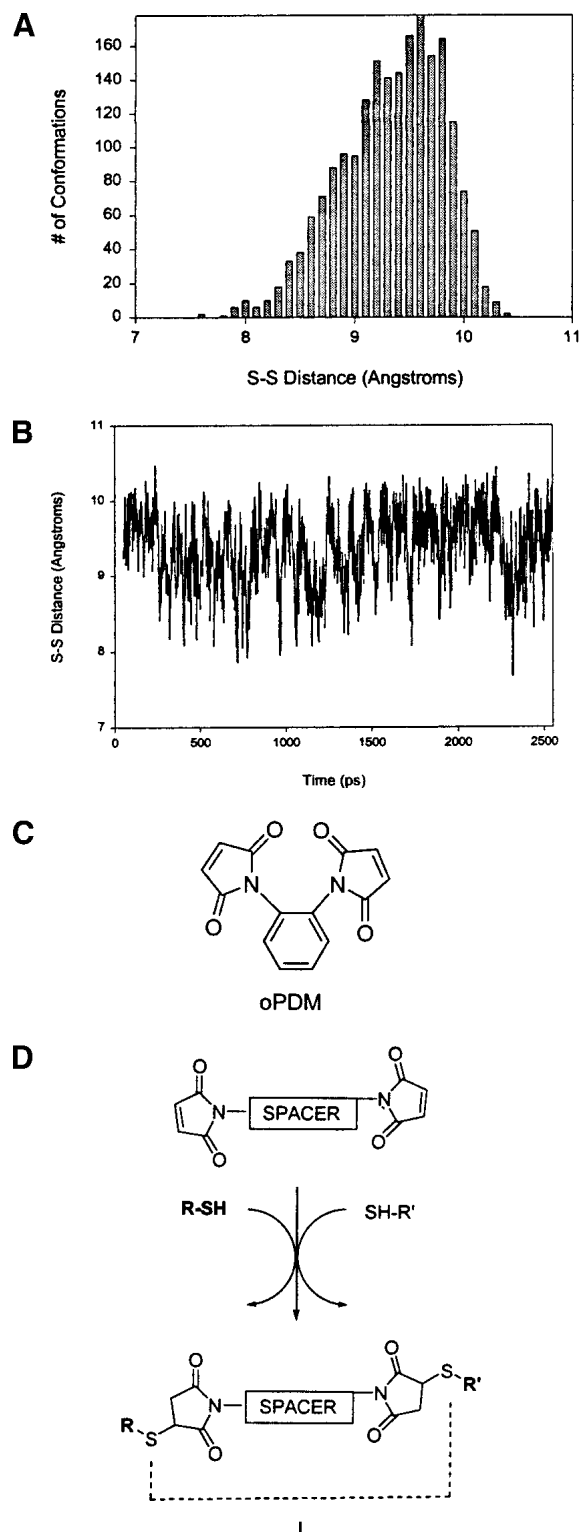 A
# of Conformations
160
140
120
100
80
60
40
20
0
7 8 9 10 11
S-S Distance (Angstroms)
B
S-S Distance (Angstroms)
11
10
9
8
7
0 500 1000 1500 2000 2500
Time (ps)
C
O O
N N
O O
oPDM
D
O O
N SPACER N
O O
R-SH SH-R'
O O S R'
N SPACER N
R S O O